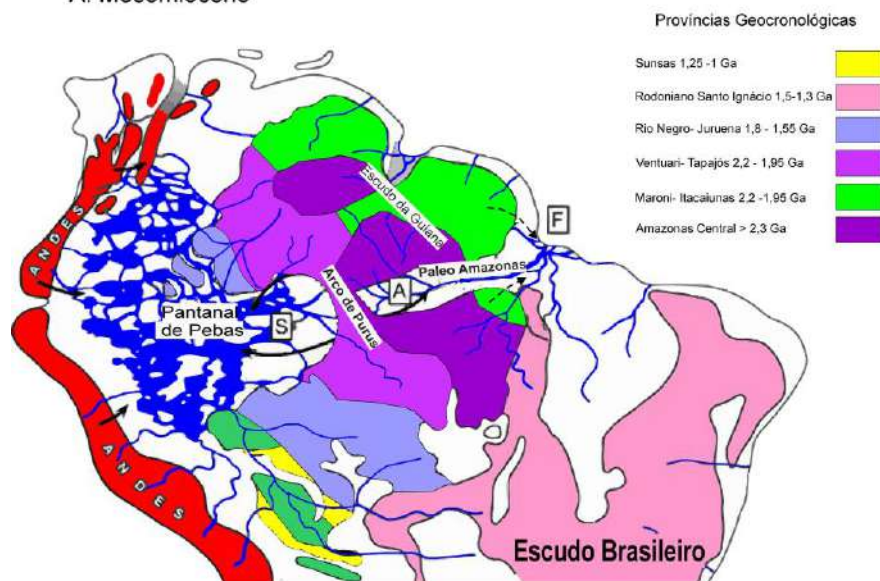 A. Mesomioceno
Províncias Geocronológicas
Sunsas 1,25 -1 Ga
Rodoniano Santo Ignácio 1,5-1,3 Ga
Rio Negro- Juruena 1,8 - 1,55 Ga
Ventuari- Tapajós 2,2 - 1,95 Ga
Maroni- Itacaiunas 2,2 -1,95 Ga
Amazonas Central > 2,3 Ga
ANDES
Escudo da Guiana
F
Paleo Amazonas
A
Arco de Purus
Pantanal
de Pebas
S
ANDES
Escudo Brasileiro